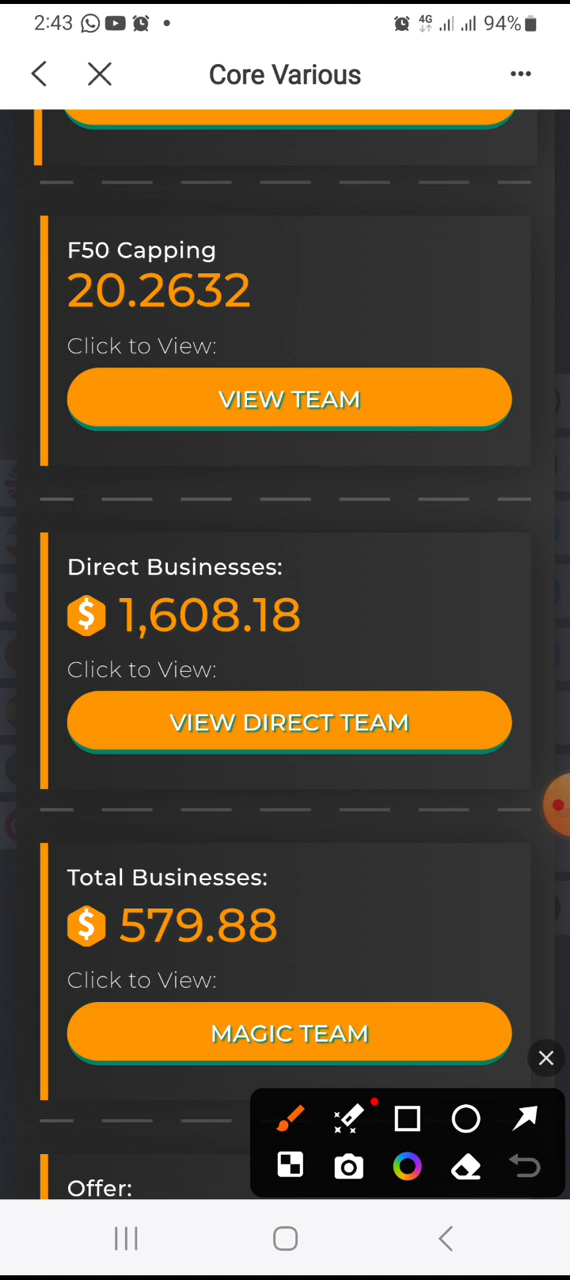 2:43
4G
94%
Core Various
F50 Capping
20.2632
Click to View:
VIEW TEAM
Direct Businesses:
$ 1,608.18
Click to View:
VIEW DIRECT TEAM
Total Businesses:
$ 579.88
Click to View:
MAGIC TEAM
Offer: